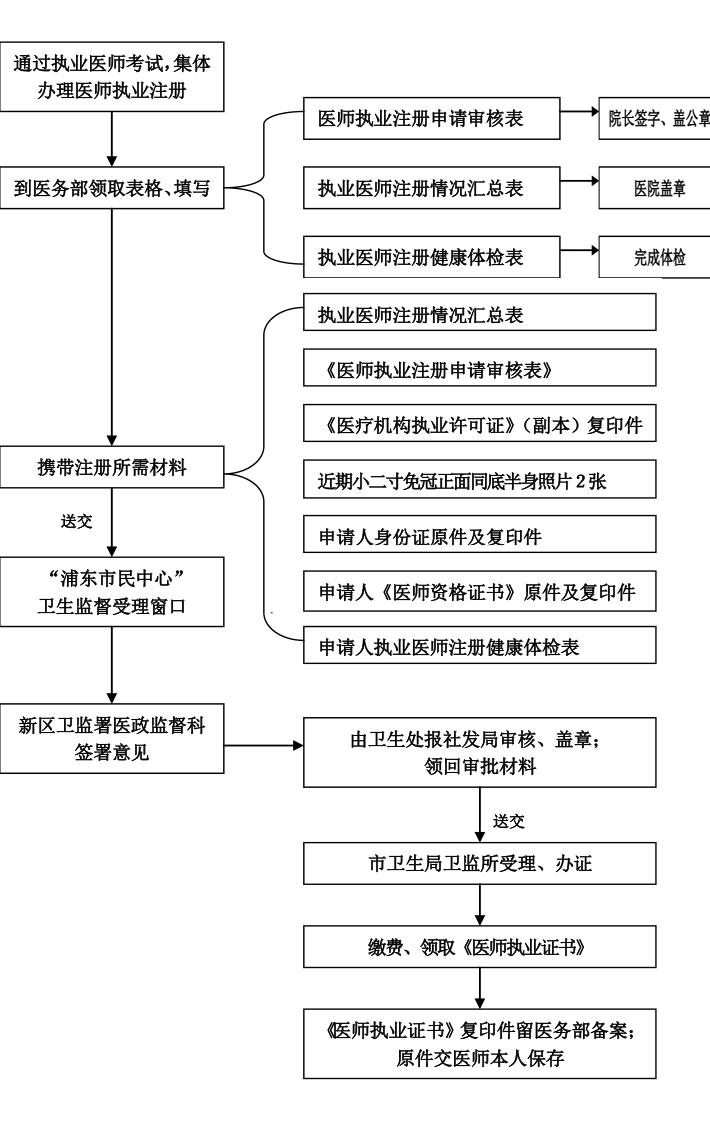 通过执业医师考试，集体
办理医师执业注册
到医务部领取表格、填写
医师执业注册申请审核表
院长签字、盖公章
执业医师注册情况汇总表
医院盖章
执业医师注册健康体检表
完成体检
携带注册所需材料
执业医师注册情况汇总表
《医师执业注册申请审核表》
《医疗机构执业许可证》（副本）复印件
近期小二寸免冠正面同底半身照片2张
申请人身份证原件及复印件
申请人《医师资格证书》原件及复印件
申请人执业医师注册健康体检表
送交
“浦东市民中心”
卫生监督受理窗口
新区卫监署医政监督科
签署意见
由卫生处报社发局审核、盖章；
领回审批材料
送交
市卫生局卫监所受理、办证
缴费、领取《医师执业证书》
《医师执业证书》复印件留医务部备案；
原件交医师本人保存